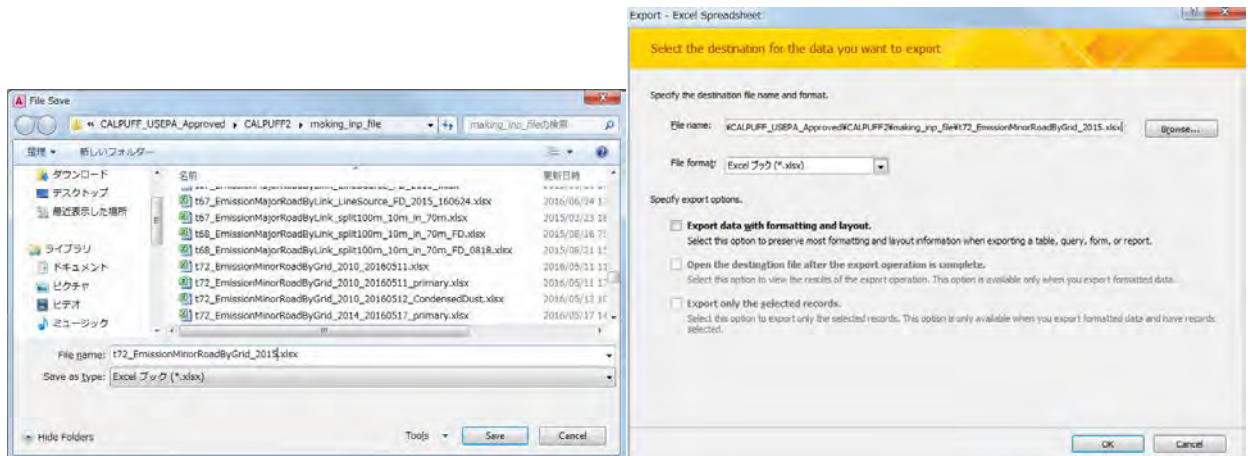 File Save
« CALPUFF_USEPA_Approved ▸ CALPUFF2 ▸ making_inp_file
making_inp_fileの検索
整理 ▾ 新しいフォルダー
ダウンロード
デスクトップ
最近表示した場所
ライブラリ
ドキュメント
ピクチャ
ビデオ
ミュージック
名前 更新日時
t67_EmissionMajorRoadByLink_LineSource_FD_2015_160624.xlsx 2016/06/24
t67_EmissionMajorRoadByLink_split100m_10m_in_70m.xlsx 2015/03/23
t68_EmissionMajorRoadByLink_split100m_10m_in_70m_FD.xlsx
t68_EmissionMajorRoadByLink_split100m_10m_in_70m_FD_0818.xlsx 2015/08/21
t72_EmissionMinorRoadByGrid_2010_20160511.xlsx 2016/05/11
t72_EmissionMinorRoadByGrid_2010_20160511_primary.xlsx 2016/05/11
t72_EmissionMinorRoadByGrid_2010_20160512_CondensedDust.xlsx
t72_EmissionMinorRoadByGrid_2014_20160517_primary.xlsx 2016/05/17
File name: t72_EmissionMinorRoadByGrid_2015.xlsx
Save as type: Excel ブック (*.xlsx)
Hide Folders
Tools ▾ Save Cancel
Export - Excel Spreadsheet
Select the destination for the data you want to export
Specify the destination file name and format.
File name: ¥CALPUFF_USEPA_Approved¥CALPUFF2¥making_inp_file¥t72_EmissionMinorRoadByGrid_2015.xlsx Browse...
File format: Excel ブック (*.xlsx)
Specify export options.
Export data with formatting and layout.
Select this option to preserve most formatting and layout information when exporting a table, query, form, or report.
Open the destination file after the export operation is complete.
Select this option to view the results of the export operation. This option is available only when you export formatted data.
Export only the selected records.
Select this option to export only the selected records. This option is only available when you export formatted data and have records
selected.
OK Cancel